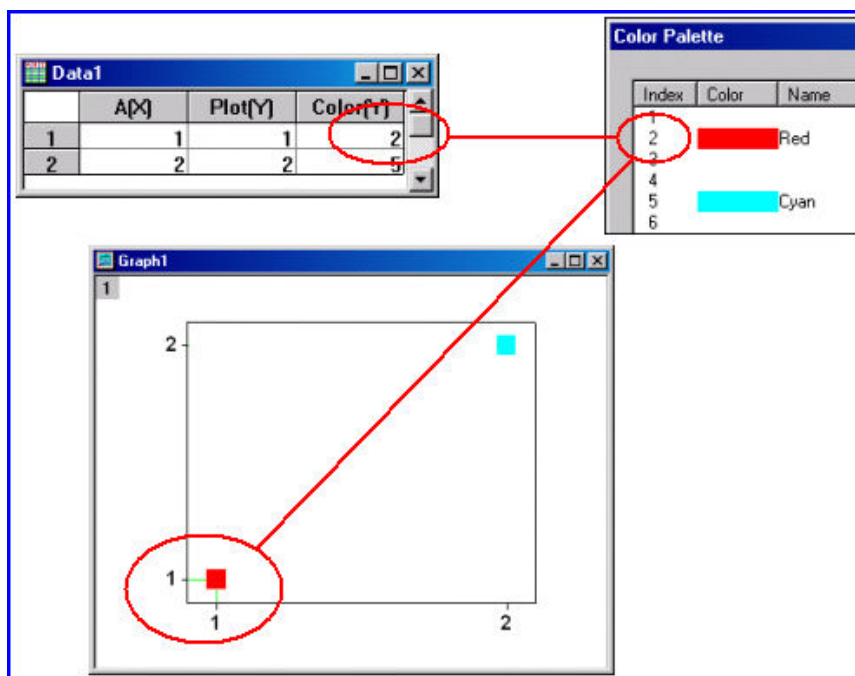 Data1
A(X) Plot(Y) Color(Y)
1 1 1 2
2 2 2 5
Color Palette
Index Color Name
1
2 Red
3
4
5 Cyan
6
Graph1
1
2
1
1 2